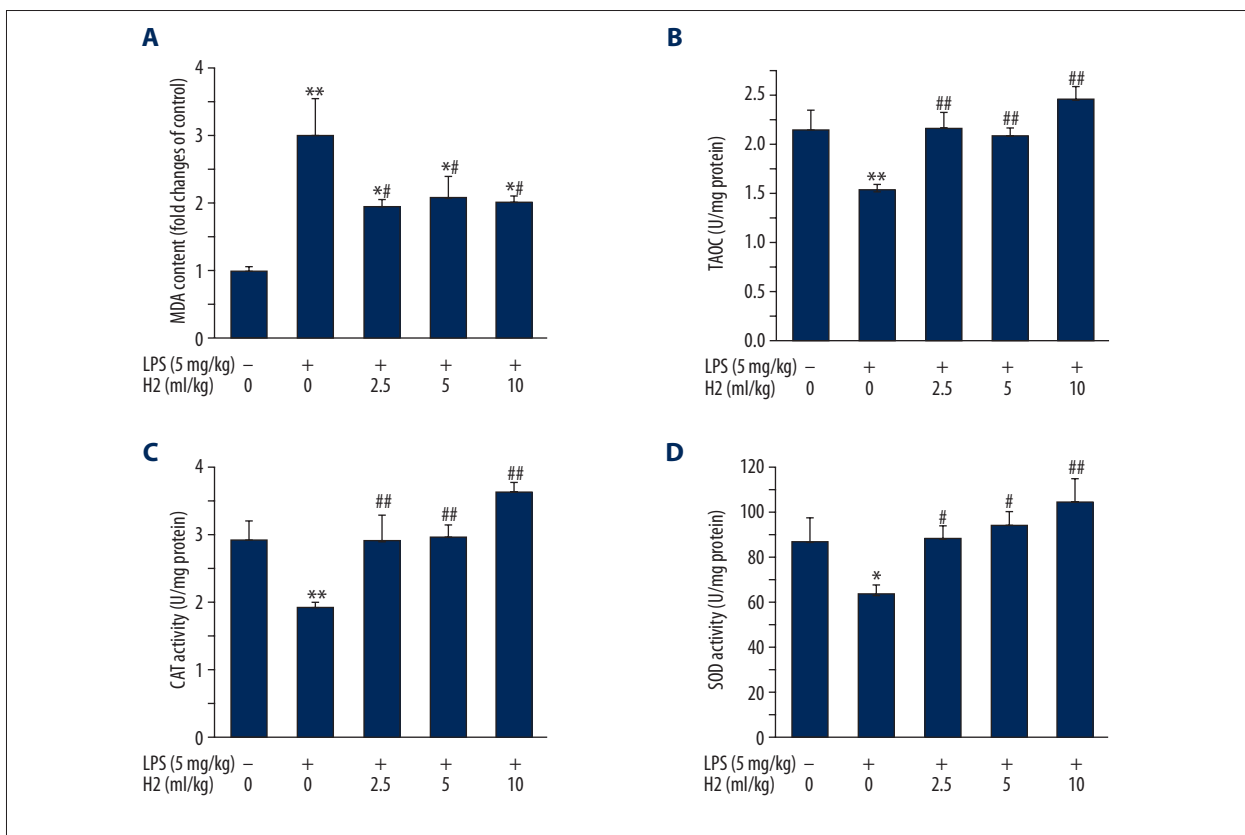 A
MDA content (fold changes of control)
4
3
2
1
0
**
*#
*#
*#
LPS (5 mg/kg) – + + + +
H2 (ml/kg) 0 0 2.5 5 10
B
TAOC (U/mg protein)
2.5
2.0
1.5
1.0
0.5
0.0
**
##
##
##
LPS (5 mg/kg) – + + + +
H2 (ml/kg) 0 0 2.5 5 10
C
CAT activity (U/mg protein)
4
3
2
1
0
**
##
##
##
LPS (5 mg/kg) – + + + +
H2 (ml/kg) 0 0 2.5 5 10
D
SOD activity (U/mg protein)
120
100
80
60
40
20
0
*
#
#
##
LPS (5 mg/kg) – + + + +
H2 (ml/kg) 0 0 2.5 5 10